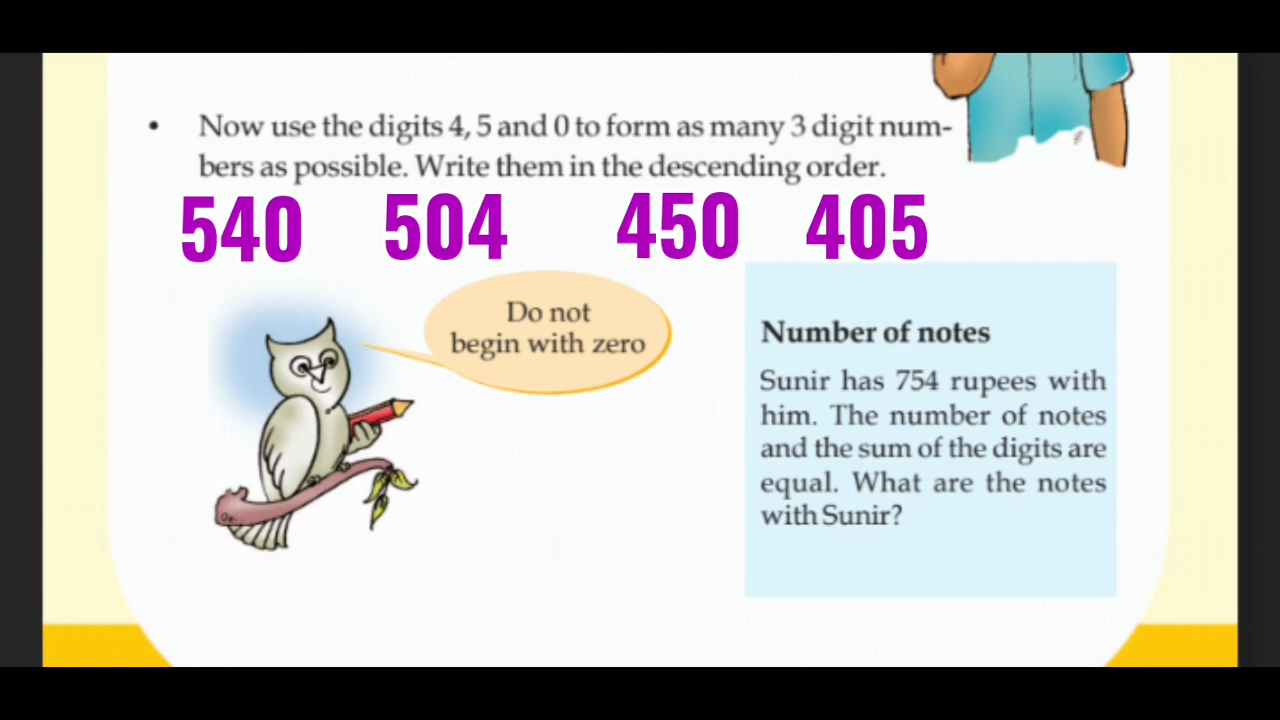 • Now use the digits 4, 5 and 0 to form as many 3 digit num-
bers as possible. Write them in the descending order.
540 504 450 405
Do not
begin with zero
Number of notes
Sunir has 754 rupees with
him. The number of notes
and the sum of the digits are
equal. What are the notes
with Sunir?